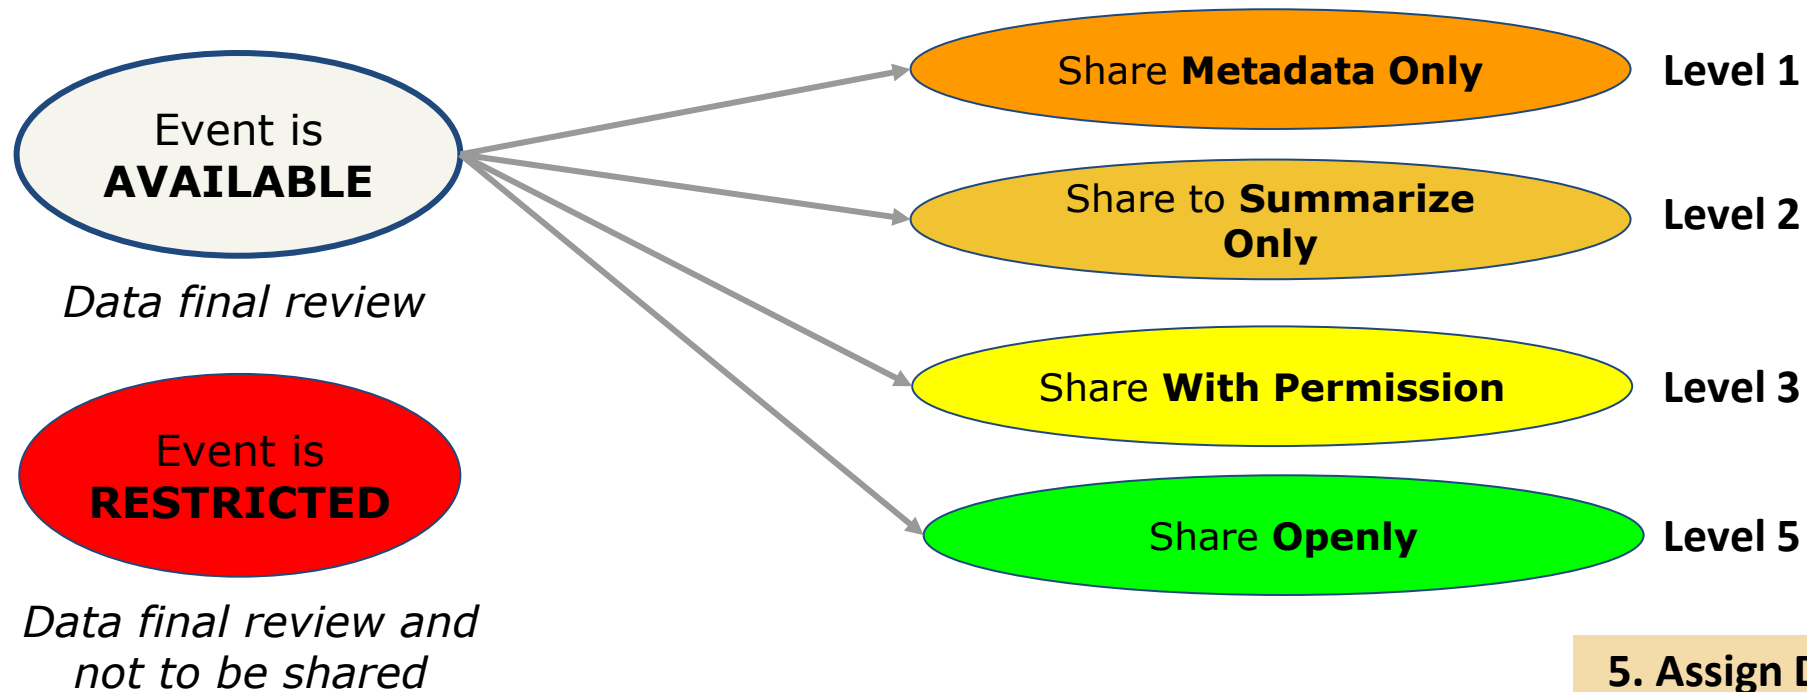 Event is
AVAILABLE
Data final review
Event is
RESTRICTED
Data final review and
not to be shared
Share Metadata Only
Level 1
Share to Summarize
Only
Level 2
Share With Permission
Level 3
Share Openly
Level 5
5. Assign